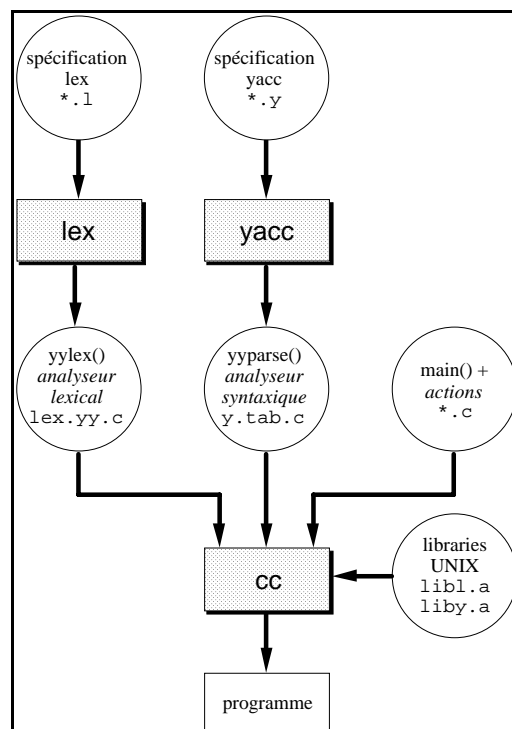 spécification
lex
*.l
spécification
yacc
*.y
lex
yacc
yylex()
analyseur
lexical
lex.yy.c
yyparse()
analyseur
syntaxique
y.tab.c
main() +
actions
*.c
cc
libraries
UNIX
libl.a
liby.a
programme